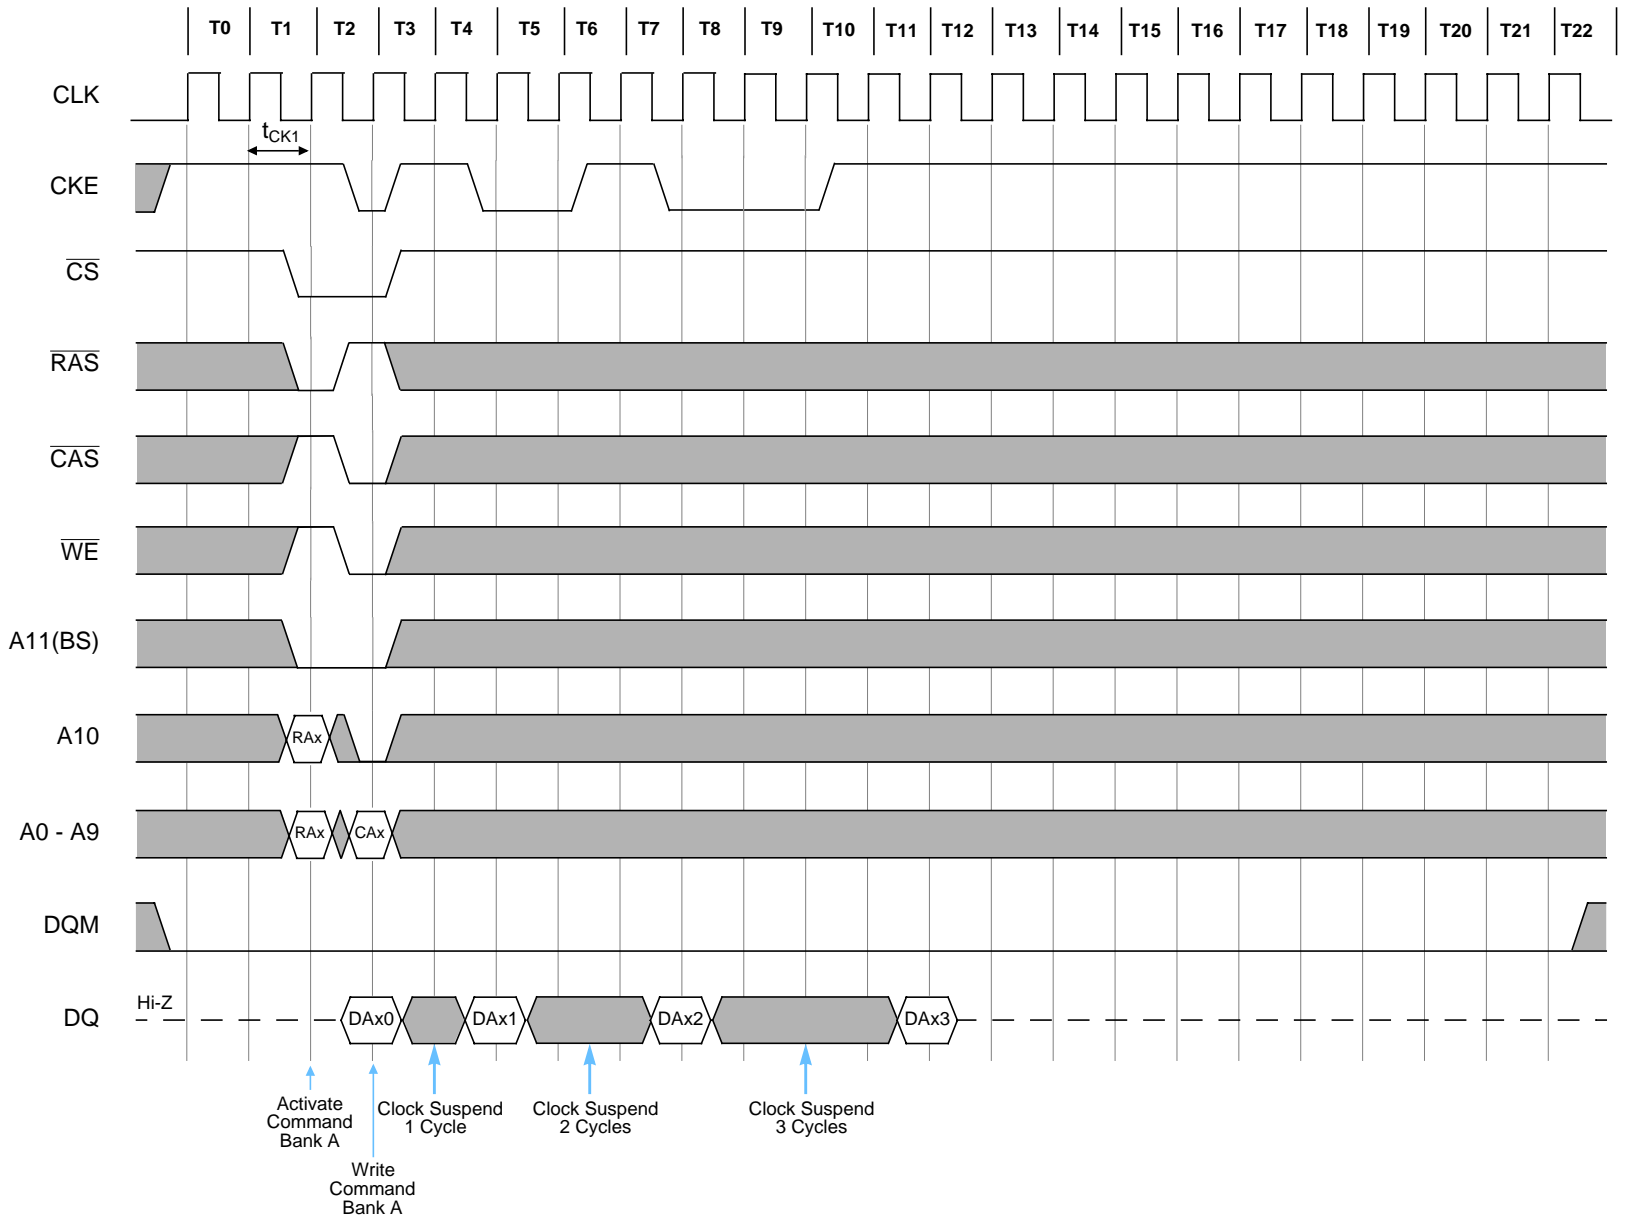 T0 T1 T2 T3 T4 T5 T6 T7 T8 T9 T10 T11 T12 T13 T14 T15 T16 T17 T18 T19 T20 T21 T22
CLK
tCK1
CKE
CS
RAS
CAS
WE
A11(BS)
A10
RAx
A0 - A9
RAx CAx
DQM
DQ
Hi-Z
DAx0 DAx1 DAx2 DAx3
Activate
Command
Bank A
Write
Command
Bank A
Clock Suspend
1 Cycle
Clock Suspend
2 Cycles
Clock Suspend
3 Cycles